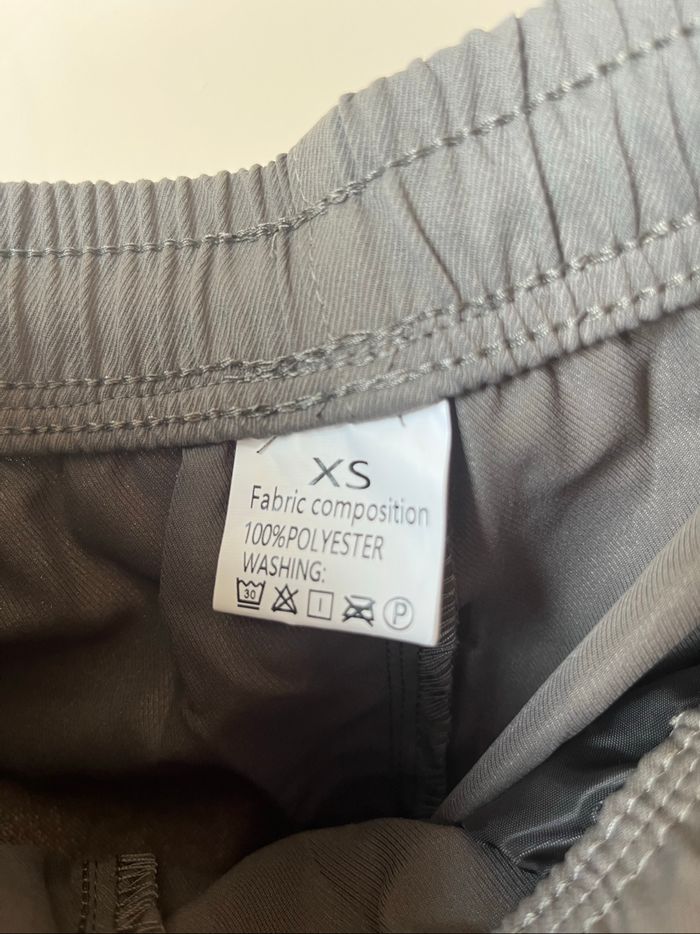 XS
Fabric composition
100%POLYESTER
WASHING:
30 P